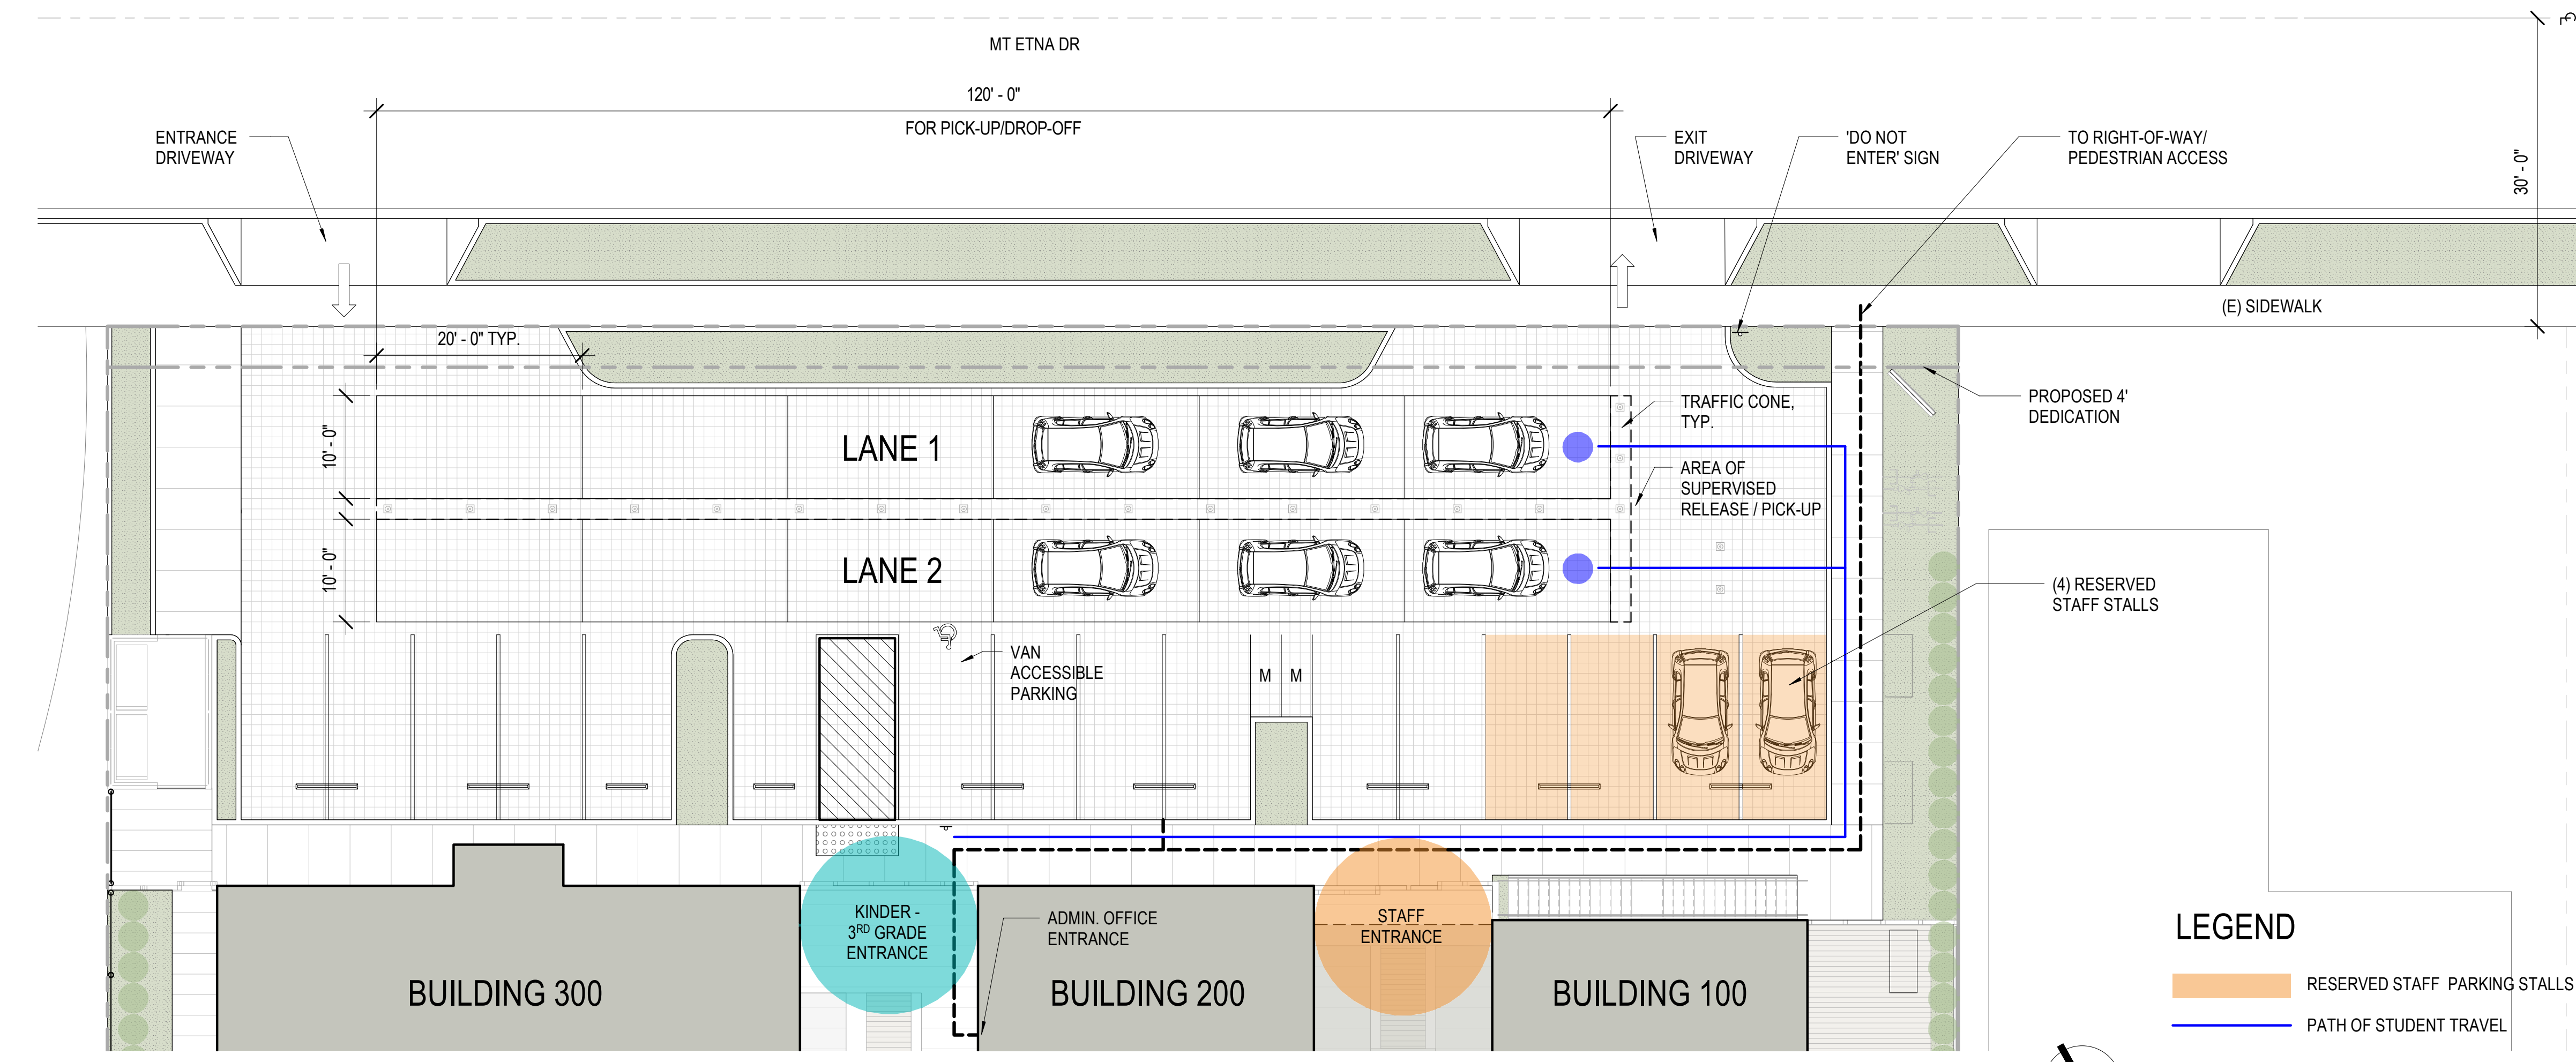 MT ETNA DR
120' - 0"
FOR PICK-UP/DROP-OFF
ENTRANCE
DRIVEWAY
EXIT
DRIVEWAY
'DO NOT
ENTER' SIGN
TO RIGHT-OF-WAY/
PEDESTRIAN ACCESS
30' - 0"
(E) SIDEWALK
20' - 0" TYP.
PROPOSED 4'
DEDICATION
TRAFFIC CONE,
TYP.
10' - 0"
LANE 1
AREA OF
SUPERVISED
RELEASE / PICK-UP
10' - 0"
LANE 2
(4) RESERVED
STAFF STALLS
VAN
ACCESSIBLE
PARKING
M
M
KINDER -
3RD GRADE
ENTRANCE
ADMIN. OFFICE
ENTRANCE
STAFF
ENTRANCE
BUILDING 300
BUILDING 200
BUILDING 100
LEGEND
RESERVED STAFF PARKING STALLS
PATH OF STUDENT TRAVEL